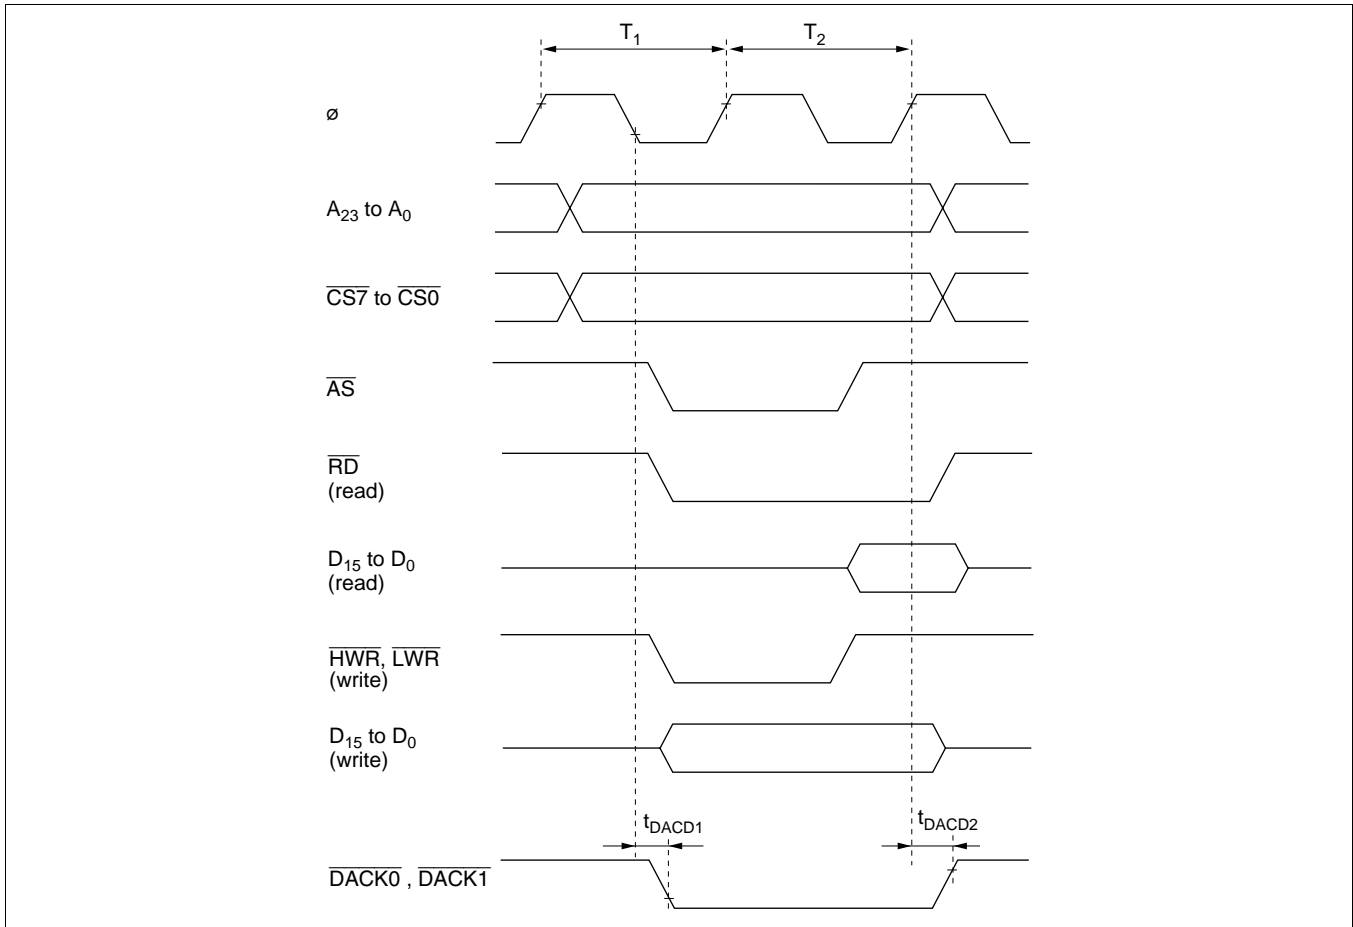 T1 T2
ø
A23 to A0
CS7 to CS0
AS
RD
(read)
D15 to D0
(read)
HWR, LWR
(write)
D15 to D0
(write)
tDACD1 tDACD2
DACK0 , DACK1